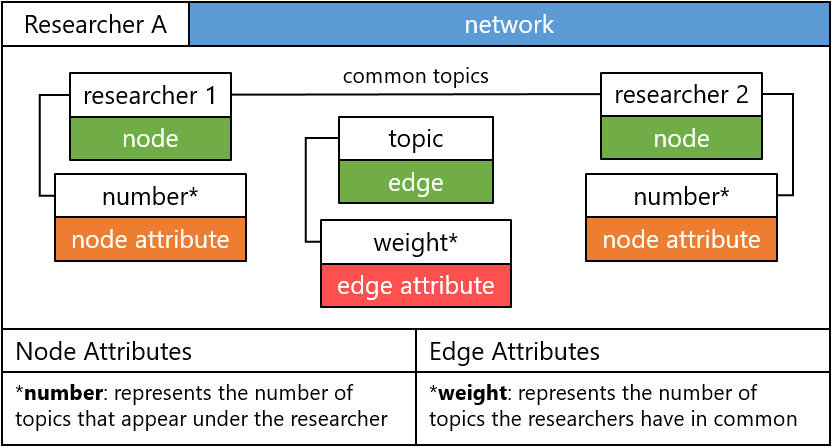 Researcher A
network
common topics
researcher 1
node
researcher 2
node
topic
edge
number*
node attribute
number*
node attribute
weight*
edge attribute
Node Attributes
*number: represents the number of
topics that appear under the researcher
Edge Attributes
*weight: represents the number of
topics the researchers have in common